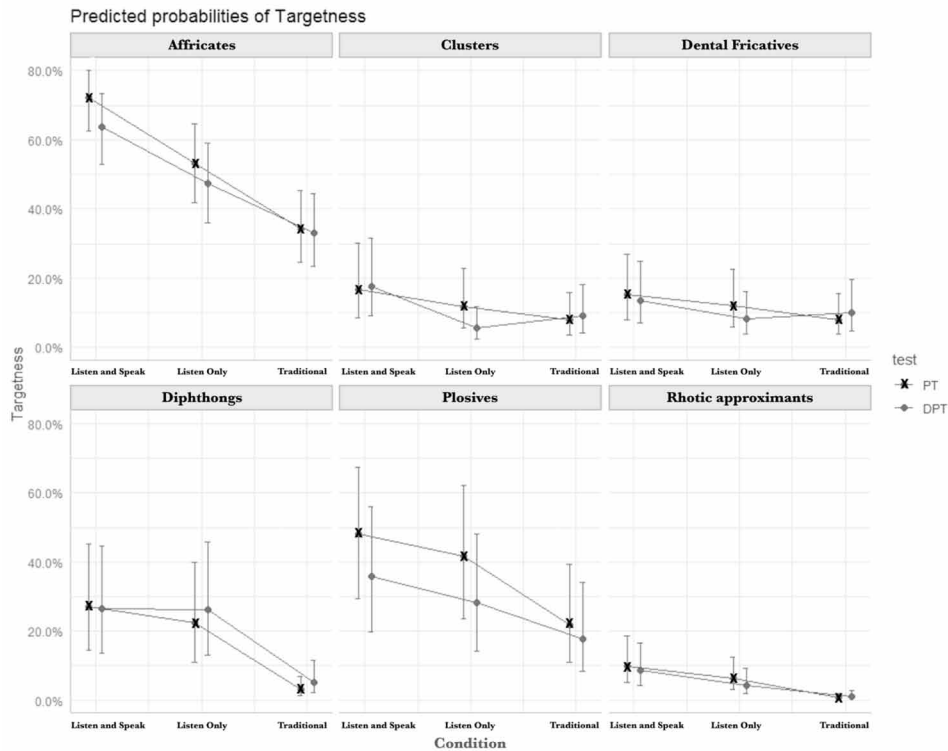 Predicted probabilities of Targetness
Affricates
Clusters
Dental Fricatives
80.0%
60.0%
40.0%
20.0%
0.0%
Listen and Speak
Listen Only
Traditional
Listen and Speak
Listen Only
Traditional
Listen and Speak
Listen Only
Traditional
Targetness
Diphthongs
Plosives
Rhotic approximants
80.0%
60.0%
40.0%
20.0%
0.0%
Listen and Speak
Listen Only
Traditional
Listen and Speak
Listen Only
Traditional
Listen and Speak
Listen Only
Traditional
Condition
test
PT
DPT